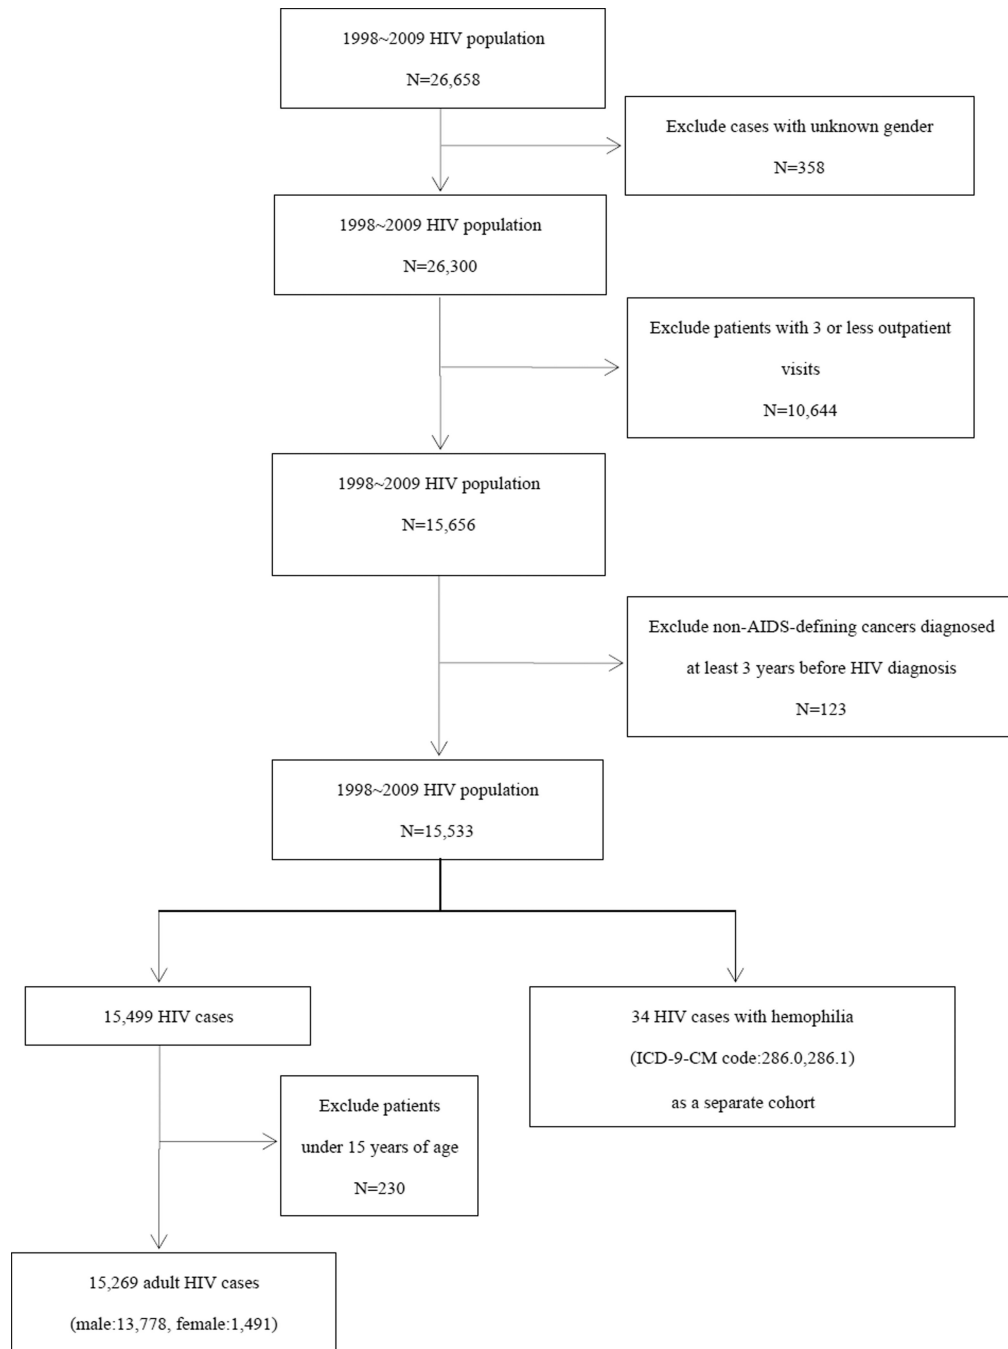 1998~2009 HIV population
N=26,658
Exclude cases with unknown gender
N=358
1998~2009 HIV population
N=26,300
Exclude patients with 3 or less outpatient
visits
N=10,644
1998~2009 HIV population
N=15,656
Exclude non-AIDS-defining cancers diagnosed
at least 3 years before HIV diagnosis
N=123
1998~2009 HIV population
N=15,533
15,499 HIV cases
34 HIV cases with hemophilia
(ICD-9-CM code:286.0,286.1)
as a separate cohort
Exclude patients
under 15 years of age
N=230
15,269 adult HIV cases
(male:13,778, female:1,491)